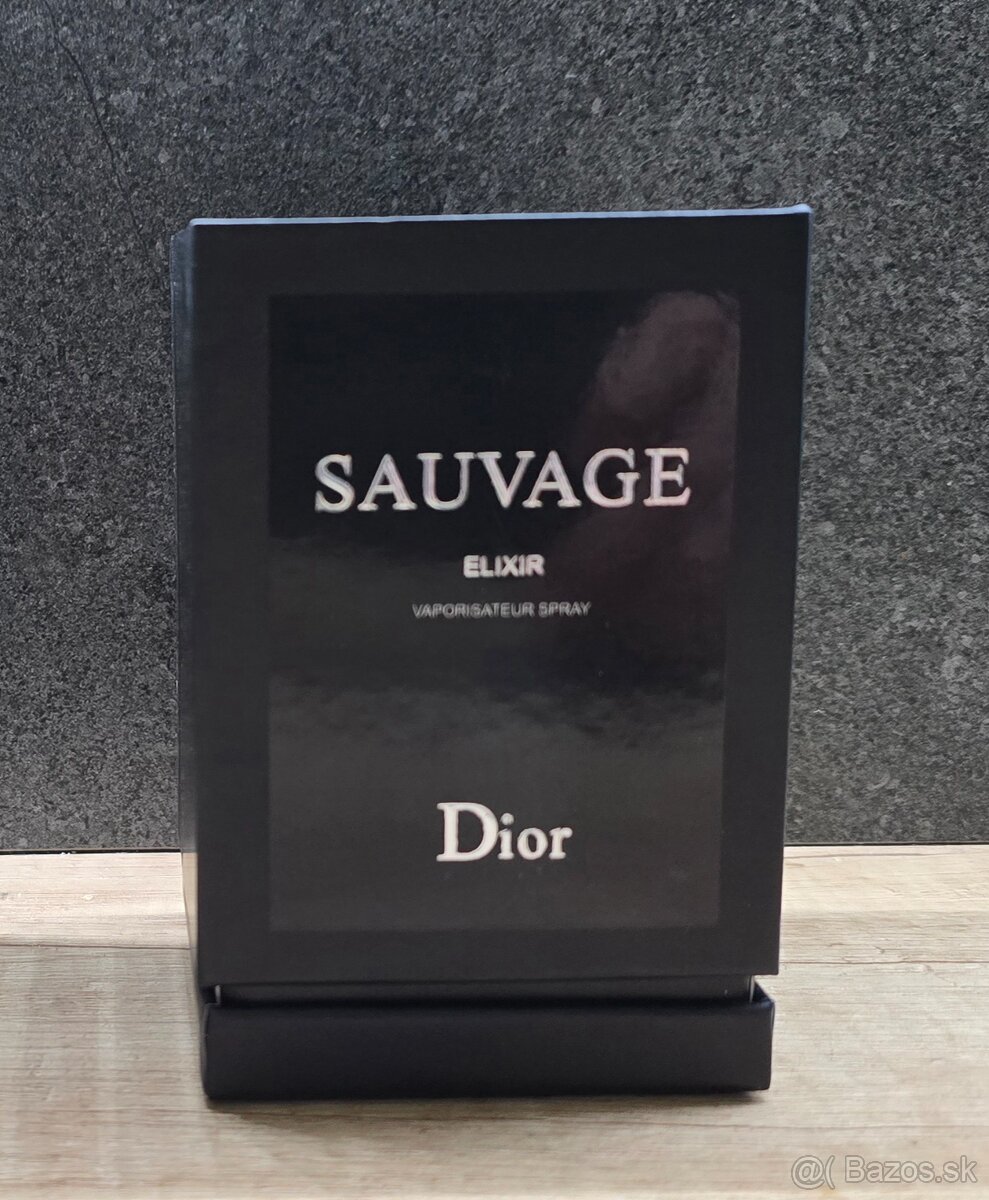 SAUVAGE
ELIXIR
VAPORISATEUR SPRAY
Dior
@( Bazos.sk